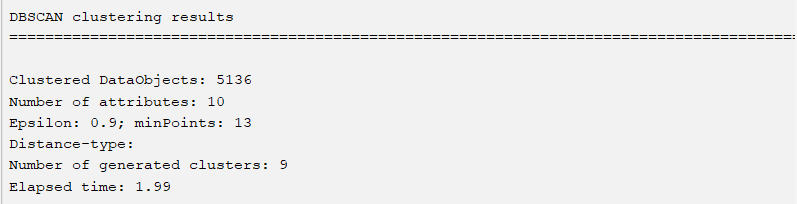 DBSCAN clustering results
========================================================================================
Clustered DataObjects: 5136
Number of attributes: 10
Epsilon: 0.9; minPoints: 13
Distance-type:
Number of generated clusters: 9
Elapsed time: 1.99